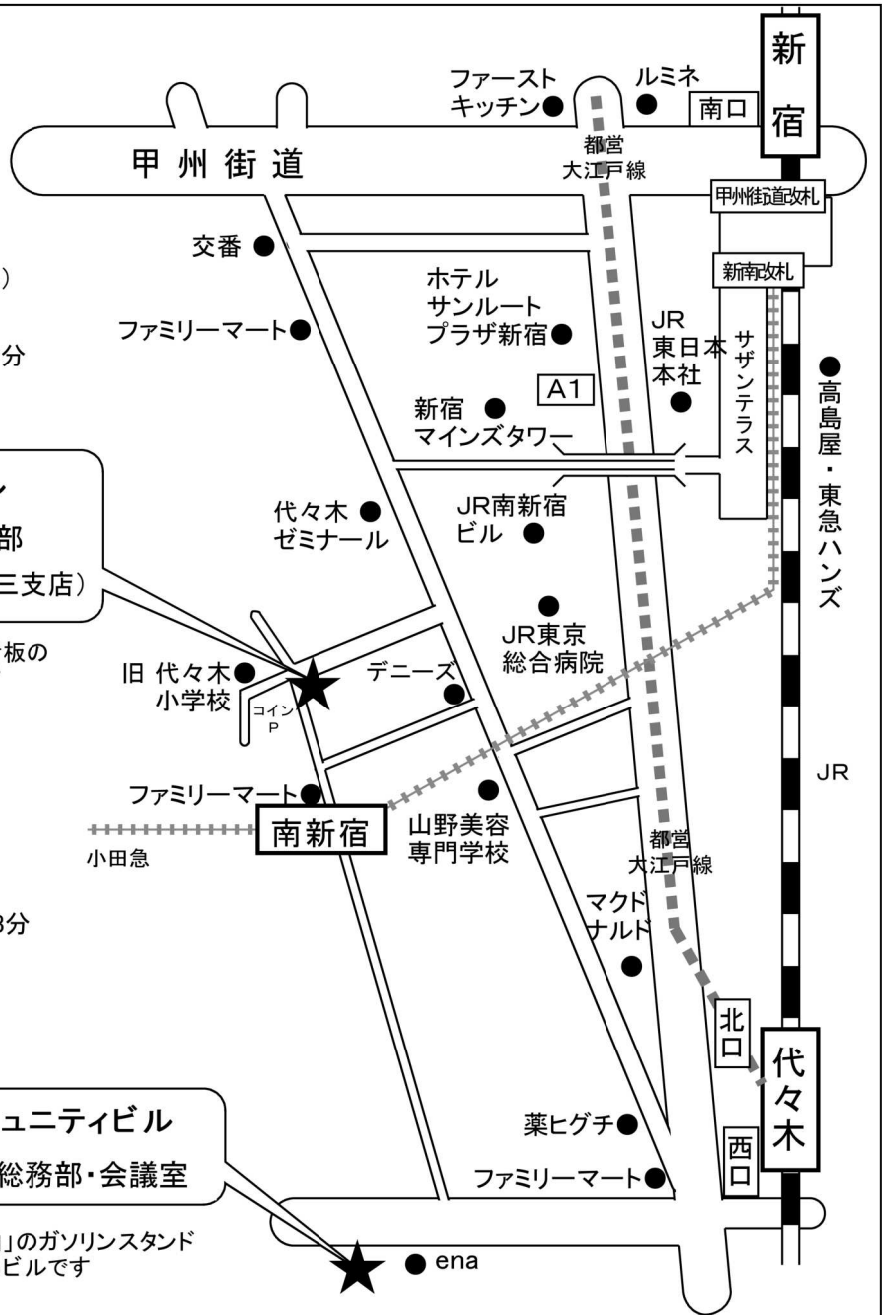 新宿
ファースト
キッチン
ルミネ
南口
甲州街道
都営
大江戸線
甲州街道改札
交番
新南改札
）
ホテル
サンルート
プラザ新宿
ファミリーマート
JR
東日本
本社
サザンテラス
分
A1
高島屋・東急ハンズ
新宿
マインズタワー
ル
部
三支店）
代々木
ゼミナール
JR南新宿
ビル
JR東京
総合病院
板の
旧 代々木
小学校
デニーズ
コイン
P
JR
ファミリーマート
南新宿
山野美容
専門学校
小田急
都営
大江戸線
マクド
ナルド
3分
北口
代々木
ュニティビル
総務部・会議室
薬ヒグチ
西口
ファミリーマート
」のガソリンスタンド
ビルです
ena